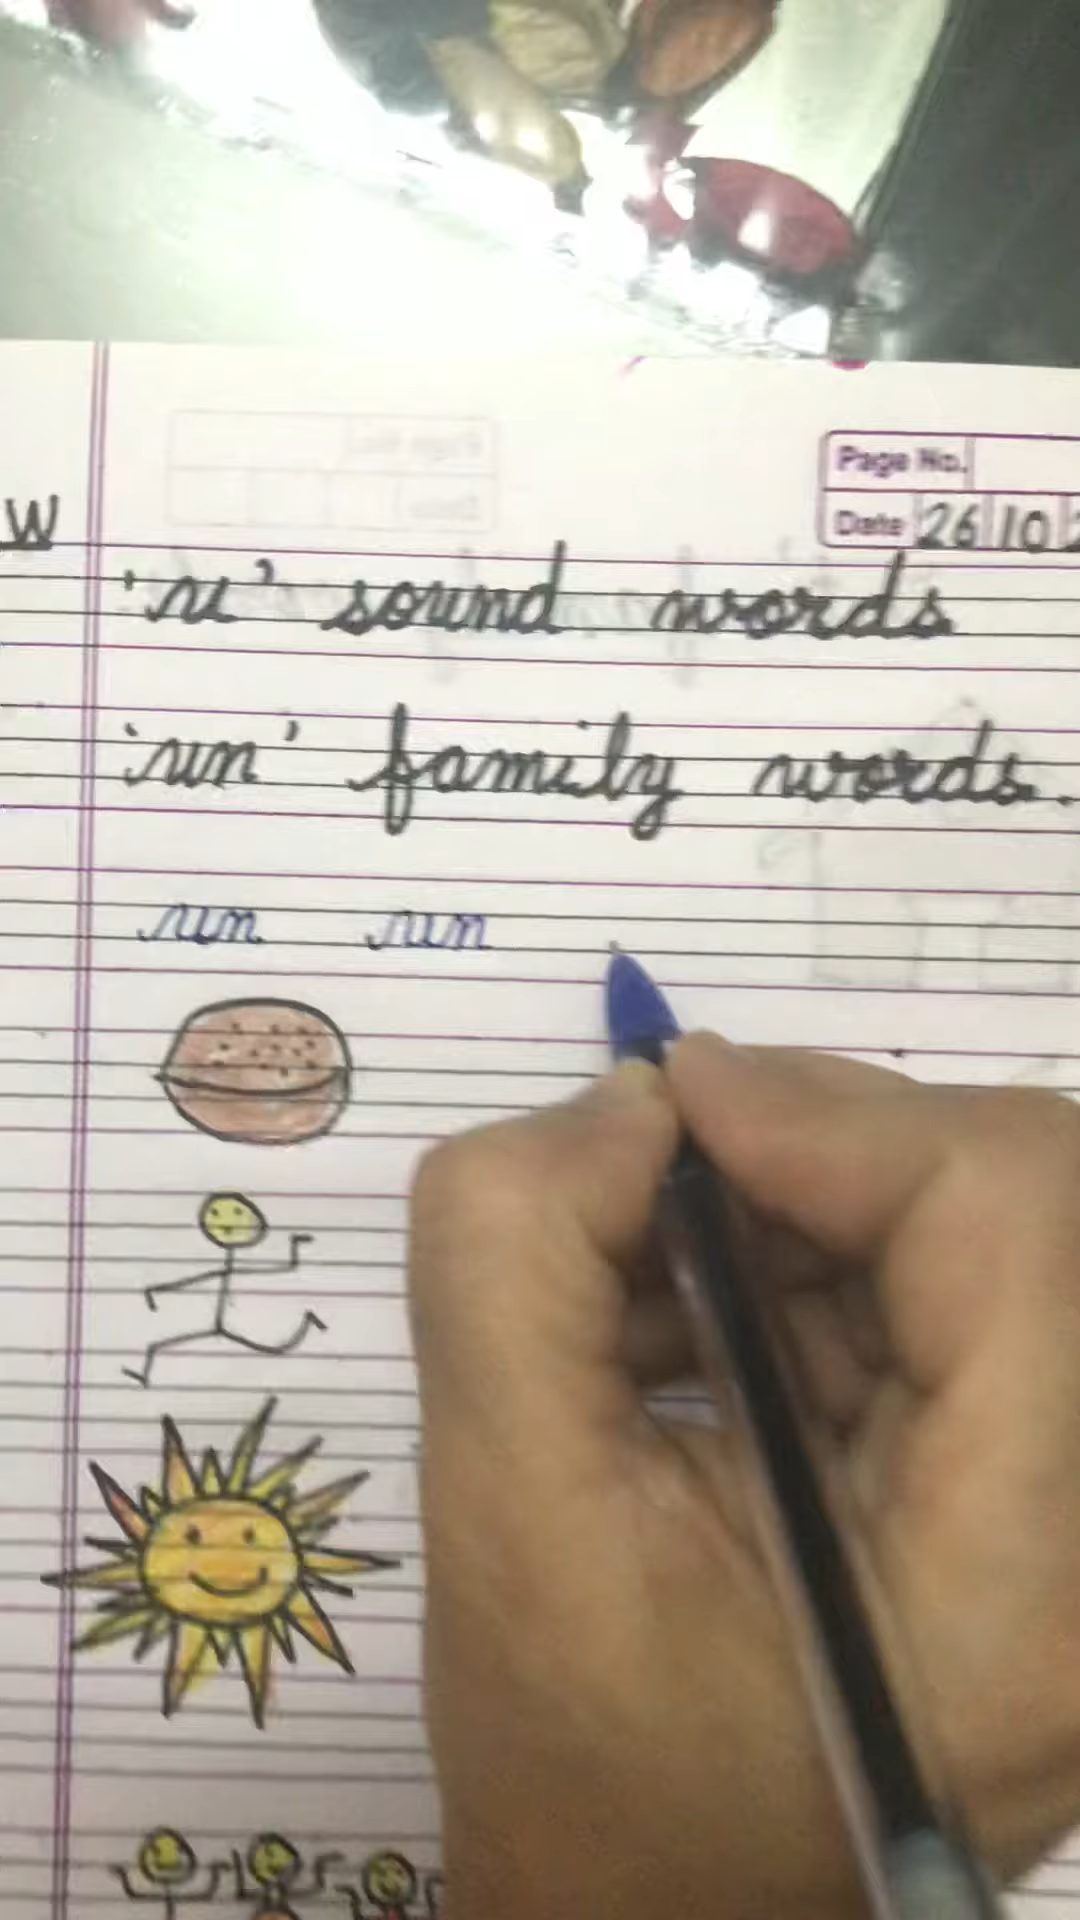 Page No.
W Date 26 10
'u' sound words
'un' family words.
un un